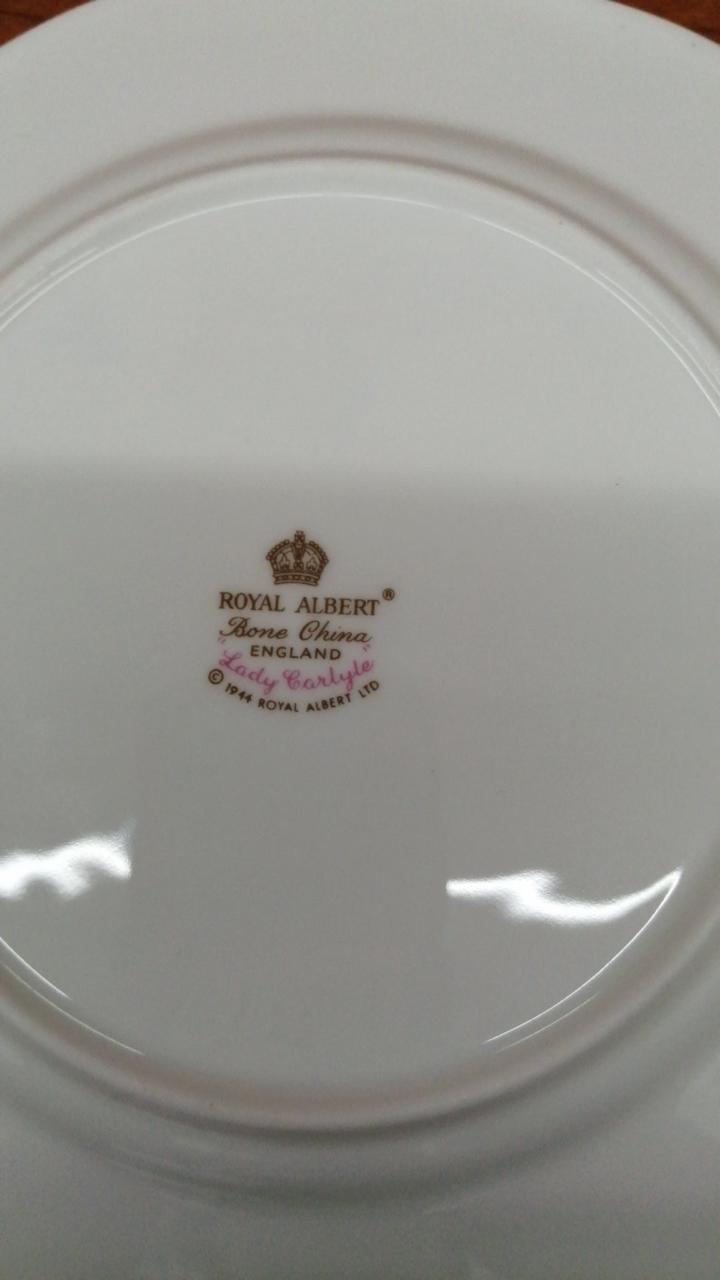 ROYAL ALBERT®
Bone China
ENGLAND
"Lady Carlyle"
© 1944 ROYAL ALBERT LTD